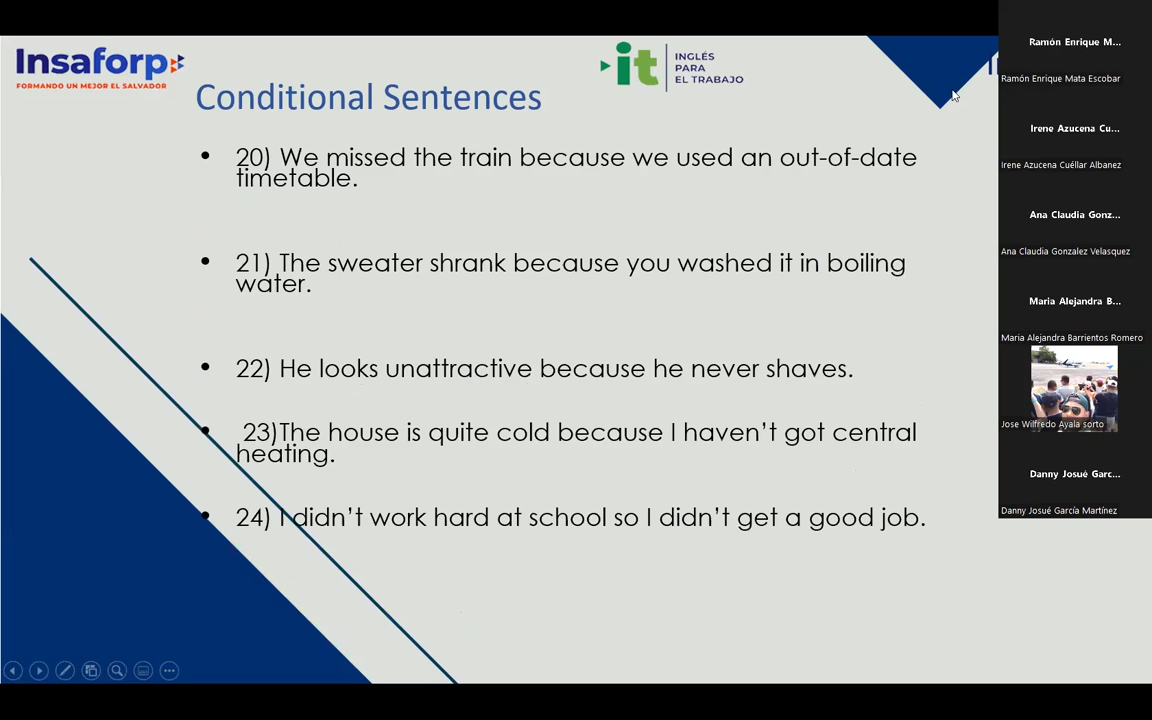 Insaforp
FORMANDO UN MEJOR EL SALVADOR
it
INGLÉS
PARA
EL TRABAJO
Conditional Sentences
• 20) We missed the train because we used an out-of-date
timetable.
• 21) The sweater shrank because you washed it in boiling
water.
• 22) He looks unattractive because he never shaves.
• 23)The house is quite cold because I haven’t got central
heating.
• 24) I didn’t work hard at school so I didn’t get a good job.
Ramón Enrique M...
Ramón Enrique Mata Escobar
Irene Azucena Cu...
Irene Azucena Cuéllar Albanez
Ana Claudia Gonz...
Ana Claudia Gonzalez Velasquez
Maria Alejandra B...
Maria Alejandra Barrientos Romero
Jose Wilfredo Ayala sorto
Danny Josué Garc...
Danny Josué García Martínez